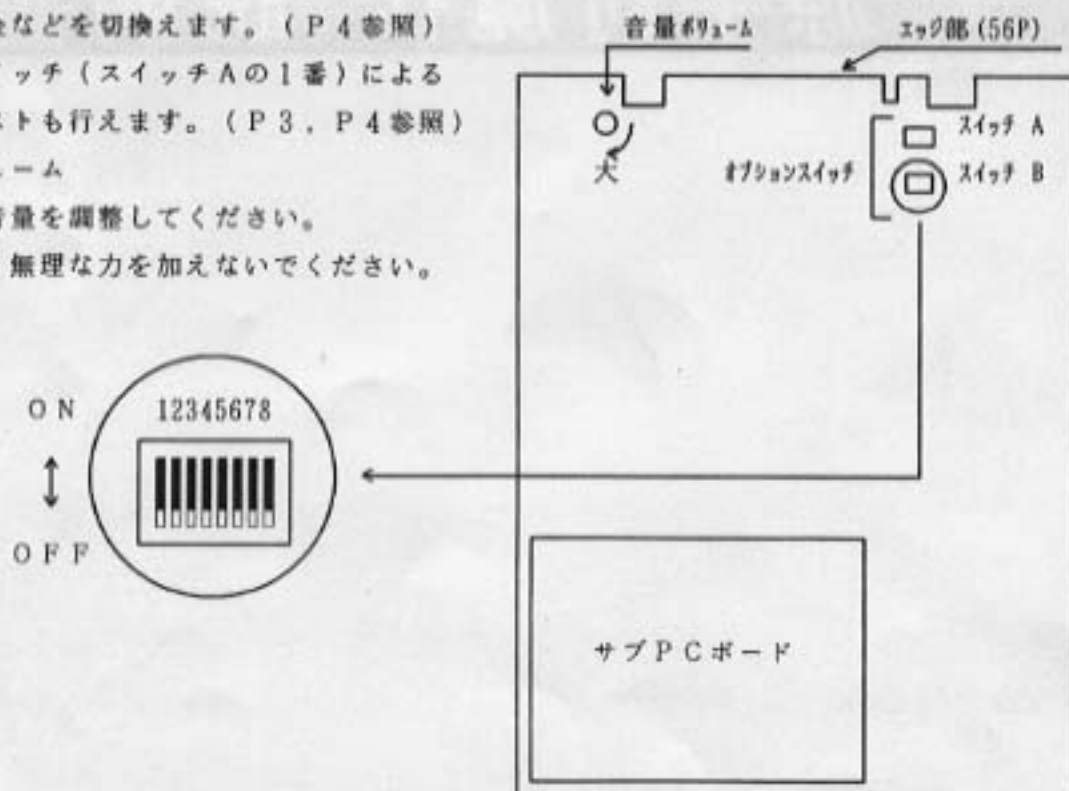 などを切換えます。(P4参照)
ッチ(スイッチAの1番)による
トも行えます。(P3,P4参照)
ーム
音量を調整してください。
無理な力を加えないでください。
音量ボリューム
エッジ部(56P)
大
オプションスイッチ
スイッチ A
スイッチ B
ON
12345678
OFF
サブPCボード